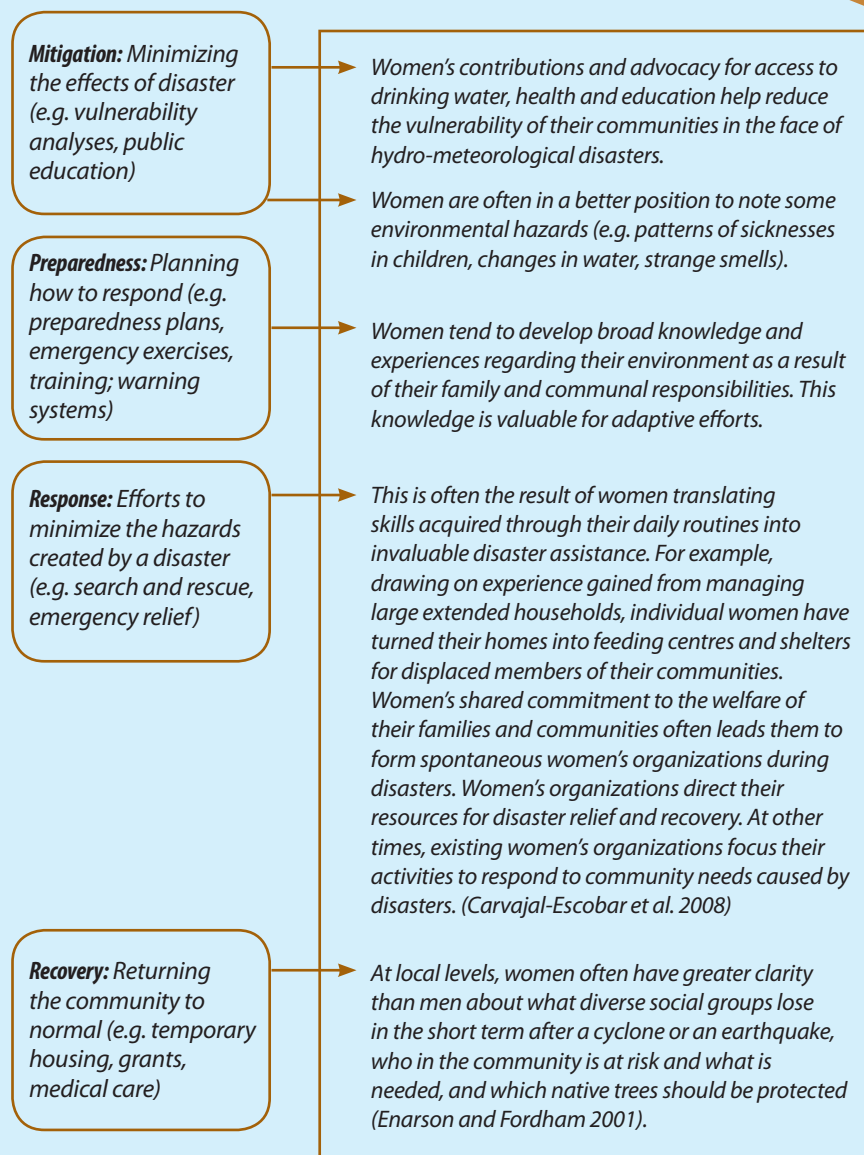 Mitigation: Minimizing
the effects of disaster
(e.g. vulnerability
analyses, public
education)
Women's contributions and advocacy for access to
drinking water, health and education help reduce
the vulnerability of their communities in the face of
hydro-meteorological disasters.
Women are often in a better position to note some
environmental hazards (e.g. patterns of sicknesses
in children, changes in water, strange smells).
Preparedness: Planning
how to respond (e.g.
preparedness plans,
emergency exercises,
training; warning
systems)
Women tend to develop broad knowledge and
experiences regarding their environment as a result
of their family and communal responsibilities. This
knowledge is valuable for adaptive efforts.
Response: Efforts to
minimize the hazards
created by a disaster
(e.g. search and rescue,
emergency relief)
This is often the result of women translating
skills acquired through their daily routines into
invaluable disaster assistance. For example,
drawing on experience gained from managing
large extended households, individual women have
turned their homes into feeding centres and shelters
for displaced members of their communities.
Women's shared commitment to the welfare of
their families and communities often leads them to
form spontaneous women's organizations during
disasters. Women's organizations direct their
resources for disaster relief and recovery. At other
times, existing women's organizations focus their
activities to respond to community needs caused by
disasters. (Carvajal-Escobar et al. 2008)
Recovery: Returning
the community to
normal (e.g. temporary
housing, grants,
medical care)
At local levels, women often have greater clarity
than men about what diverse social groups lose
in the short term after a cyclone or an earthquake,
who in the community is at risk and what is
needed, and which native trees should be protected
(Enarson and Fordham 2001).